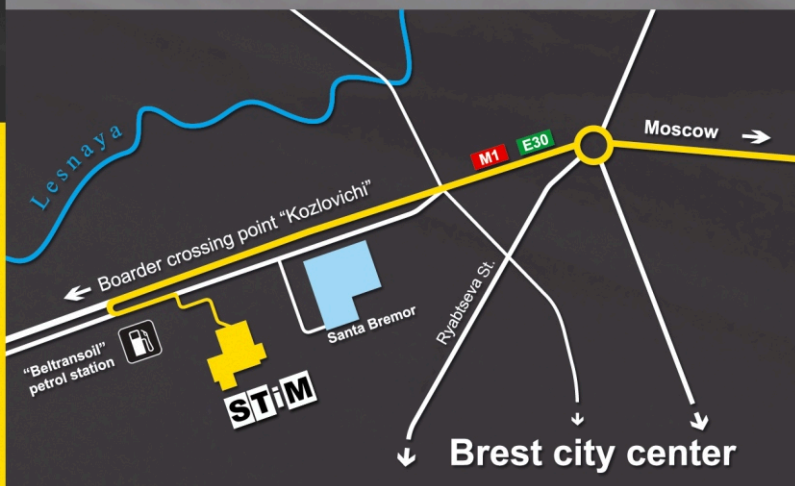 Lesnaya
Boarder crossing point "Kozlovichi"
M1
E30
Moscow
Ryabtseva St.
Santa Bremor
"Beltransoil"
petrol station
STiM
Brest city center